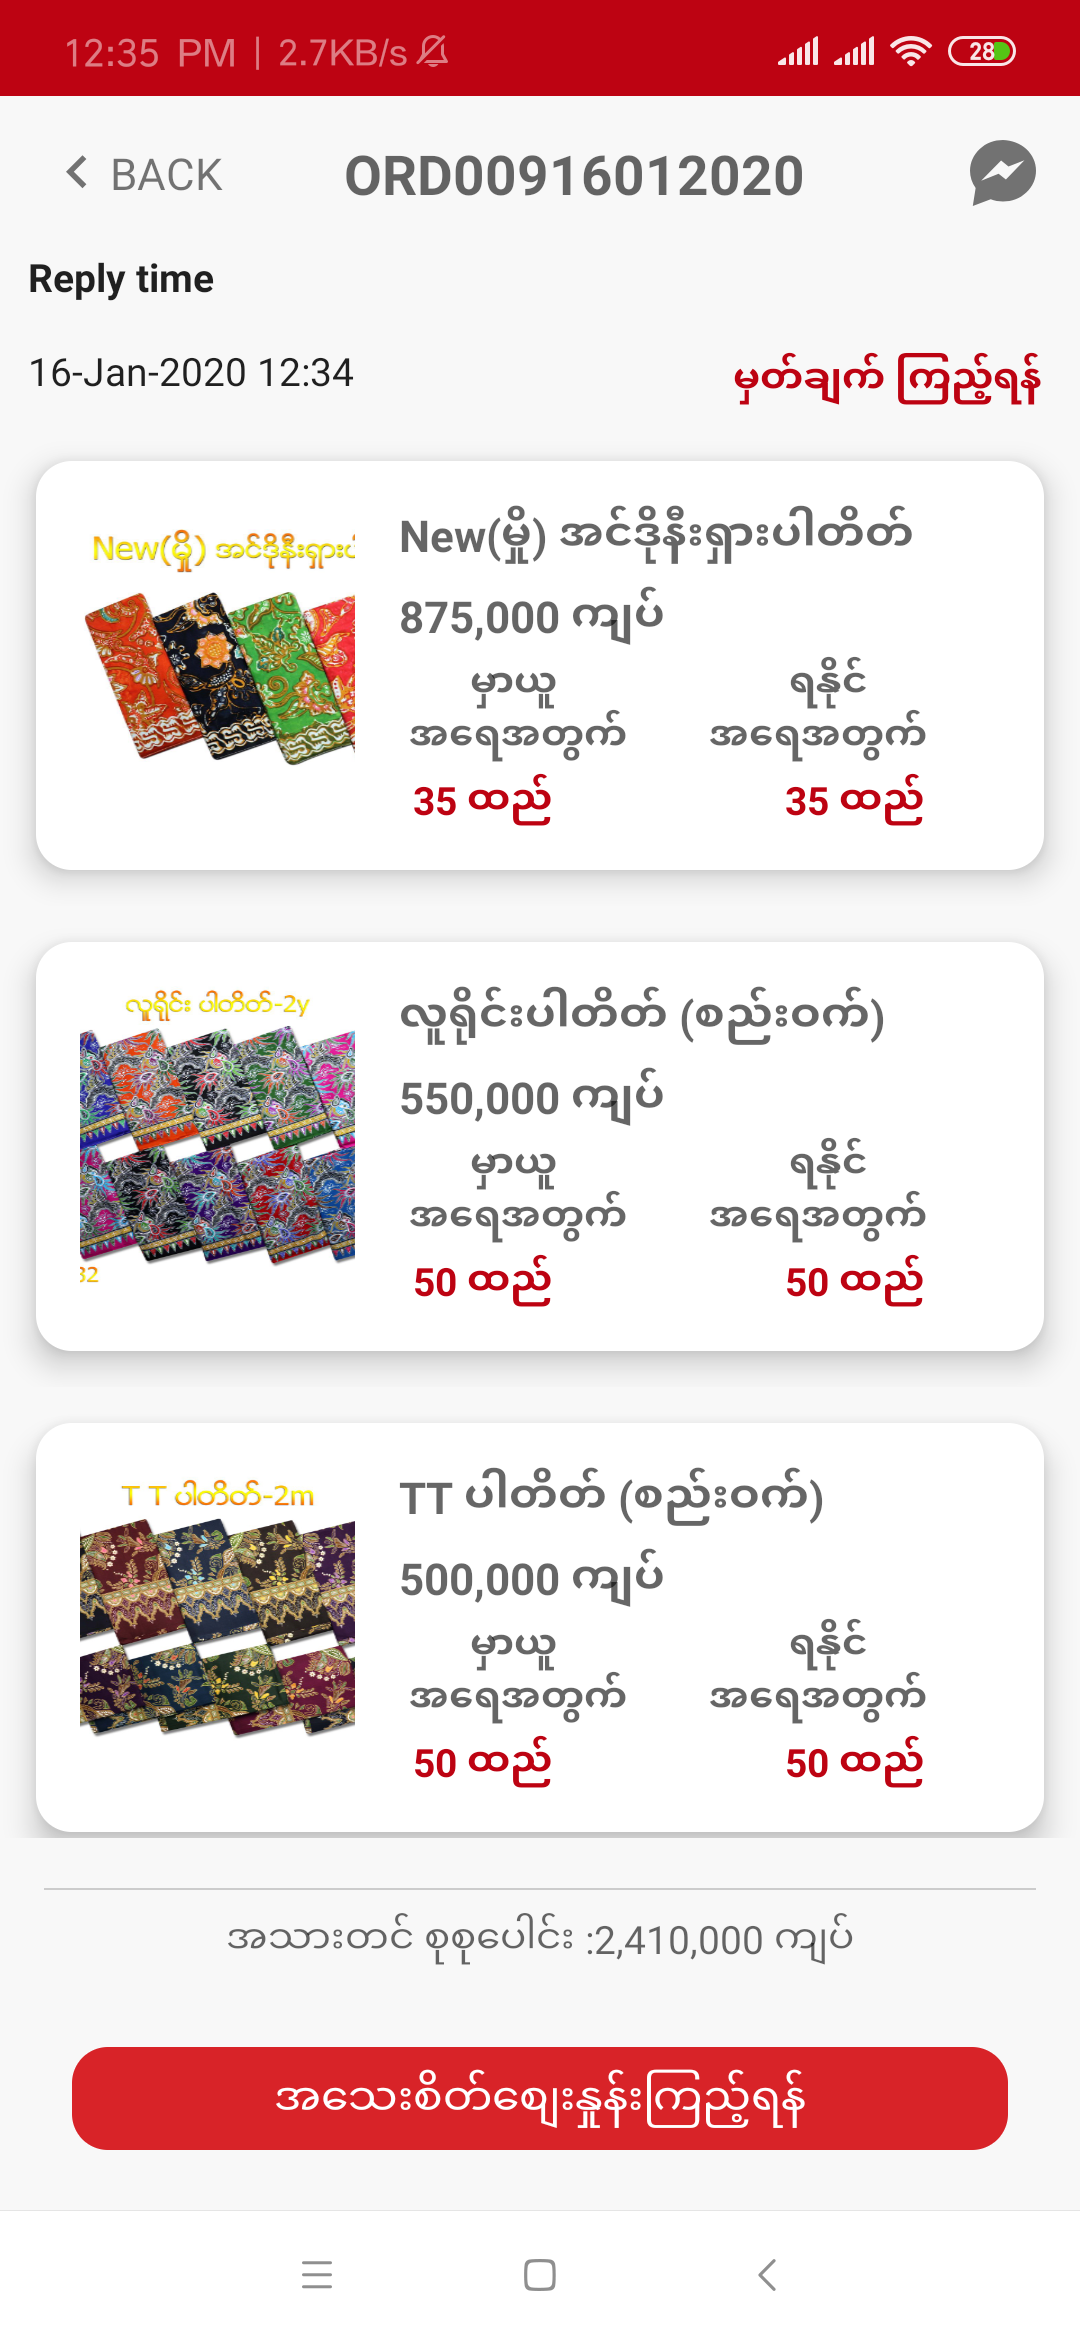 12:35 PM | 2.7KB/s
28
BACK
ORD00916012020
Reply time
16-Jan-2020 12:34
မှတ်ချက် ကြည့်ရန်
New(မှို) အင်ဒိုနီးရှားပါ
New(မှို) အင်ဒိုနီးရှားပါတိတ်
875,000 ကျပ်
မှာယူ ရနိုင်
အရေအတွက် အရေအတွက်
35 ထည် 35 ထည်
လူရိုင်း ပါတိတ်-2y
32
လူရိုင်းပါတိတ် (စည်းဝက်)
550,000 ကျပ်
မှာယူ ရနိုင်
အရေအတွက် အရေအတွက်
50 ထည် 50 ထည်
T T ပါတိတ်-2m
TT ပါတိတ် (စည်းဝက်)
500,000 ကျပ်
မှာယူ ရနိုင်
အရေအတွက် အရေအတွက်
50 ထည် 50 ထည်
အသားတင် စုစုပေါင်း :2,410,000 ကျပ်
အသေးစိတ်ဈေးနှုန်းကြည့်ရန်